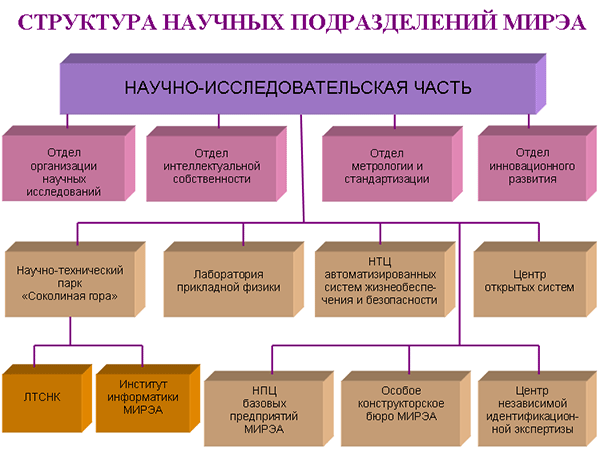 СТРУКТУРА НАУЧНЫХ ПОДРАЗДЕЛЕНИЙ МИРЭА
НАУЧНО-ИССЛЕДОВАТЕЛЬСКАЯ ЧАСТЬ
Отдел
организации
научных
исследований
Отдел
интеллектуальной
собственности
Отдел
метрологии и
стандартизации
Отдел
инновационного
развития
Научно-технический
парк
«Соколиная гора»
Лаборатория
прикладной физики
НТЦ
автоматизированных
систем жизнеобеспе-
чения и безопасности
Центр
открытых систем
ЛТСНК
Институт
информатики
МИРЭА
НПЦ
базовых
предприятий
МИРЭА
Особое
конструкторское
бюро МИРЭА
Центр
независимой
идентификацион-
ной экспертизы